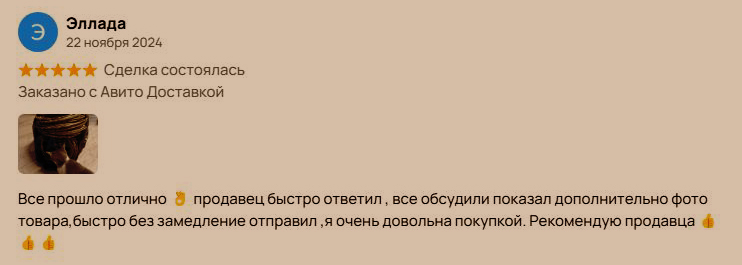 Э
Эллада
22 ноября 2024
Сделка состоялась
Заказано с Авито Доставкой
Все прошло отлично 👌 продавец быстро ответил , все обсудили показал дополнительно фото
товара,быстро без замедление отправил ,я очень довольна покупкой. Рекомендую продавца 👍
👍 👍